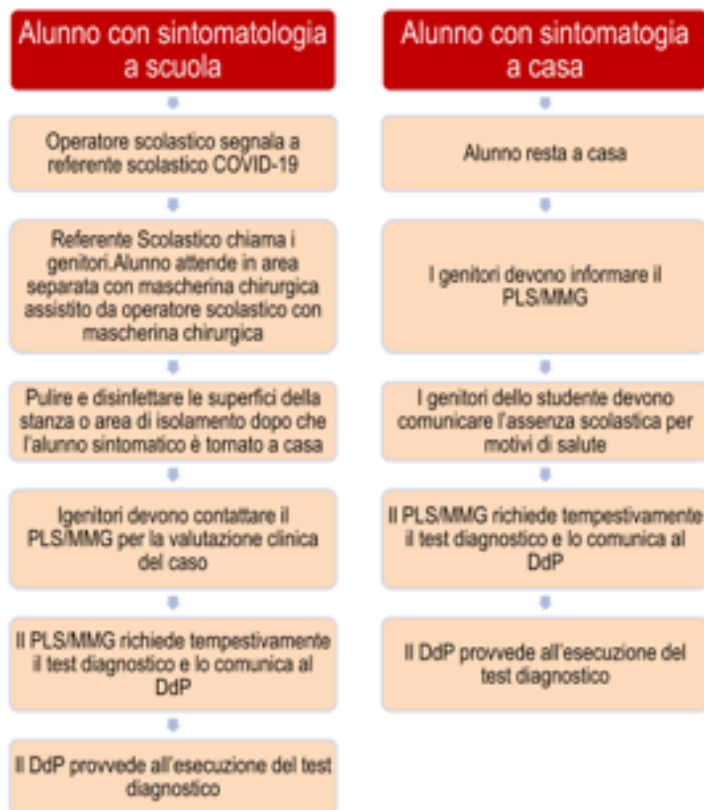 Alunno con sintomatologia
a scuola
Operatore scolastico segnala a
referente scolastico COVID-19
Referente Scolastico chiama i
genitori.Alunno attende in area
separata con mascherina chirurgica
assistito da operatore scolastico con
mascherina chirurgica
Pulire e disinfettare le superfici della
stanza o area di isolamento dopo che
l'alunno sintomatico è tornato a casa
Igenitori devono contattare il
PLS/MMG per la valutazione clinica
del caso
Il PLS/MMG richiede tempestivamente
il test diagnostico e lo comunica al
DdP
Il DdP provvede all'esecuzione del test
diagnostico
Alunno con sintomatogia
a casa
Alunno resta a casa
I genitori devono informare il
PLS/MMG
I genitori dello studente devono
comunicare l'assenza scolastica per
motivi di salute
Il PLS/MMG richiede tempestivamente
il test diagnostico e lo comunica al
DdP
Il DdP provvede all'esecuzione del
test diagnostico